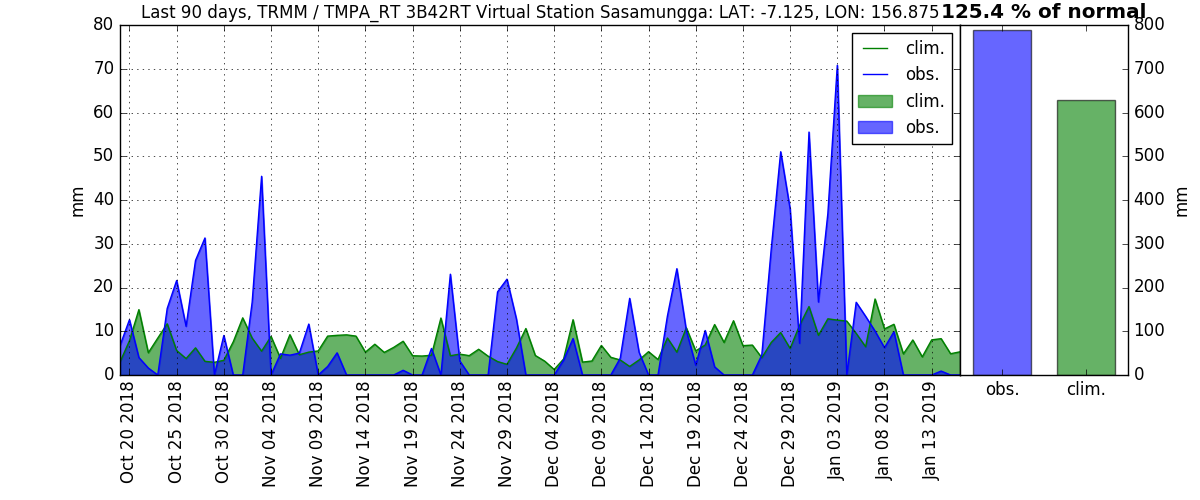 Last 90 days, TRMM / TMPA_RT 3B42RT Virtual Station Sasamungga: LAT: -7.125, LON: 156.875
125.4 % of normal
80
70
60
50
40
30
20
10
0
mm
clim.
obs.
clim.
obs.
800
700
600
500
400
300
200
100
0
mm
Oct 20 2018
Oct 25 2018
Oct 30 2018
Nov 04 2018
Nov 09 2018
Nov 14 2018
Nov 19 2018
Nov 24 2018
Nov 29 2018
Dec 04 2018
Dec 09 2018
Dec 14 2018
Dec 19 2018
Dec 24 2018
Dec 29 2018
Jan 03 2019
Jan 08 2019
Jan 13 2019
obs.
clim.